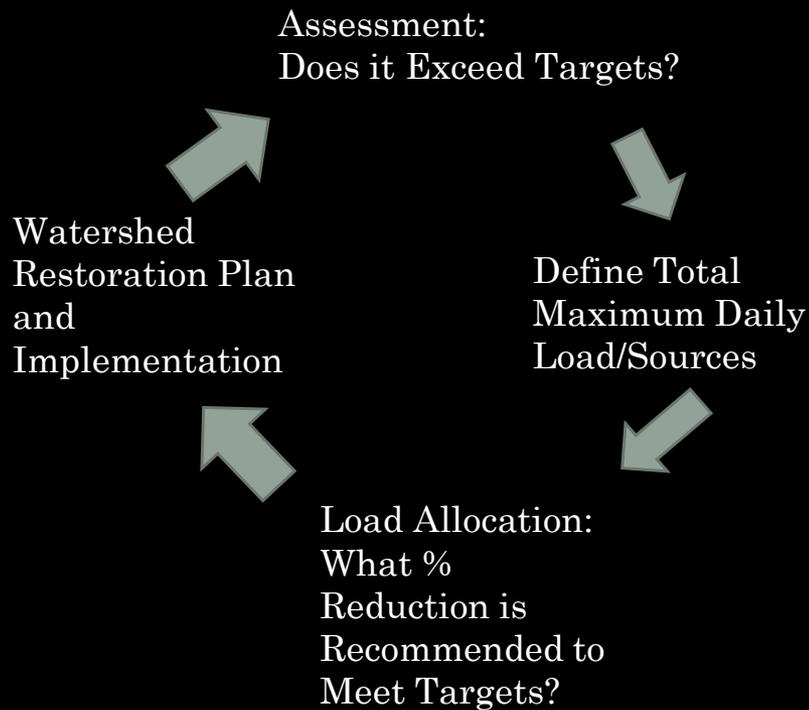 Assessment:
Does it Exceed Targets?
Define Total
Maximum Daily
Load/Sources
Load Allocation:
What %
Reduction is
Recommended to
Meet Targets?
Watershed
Restoration Plan
and
Implementation